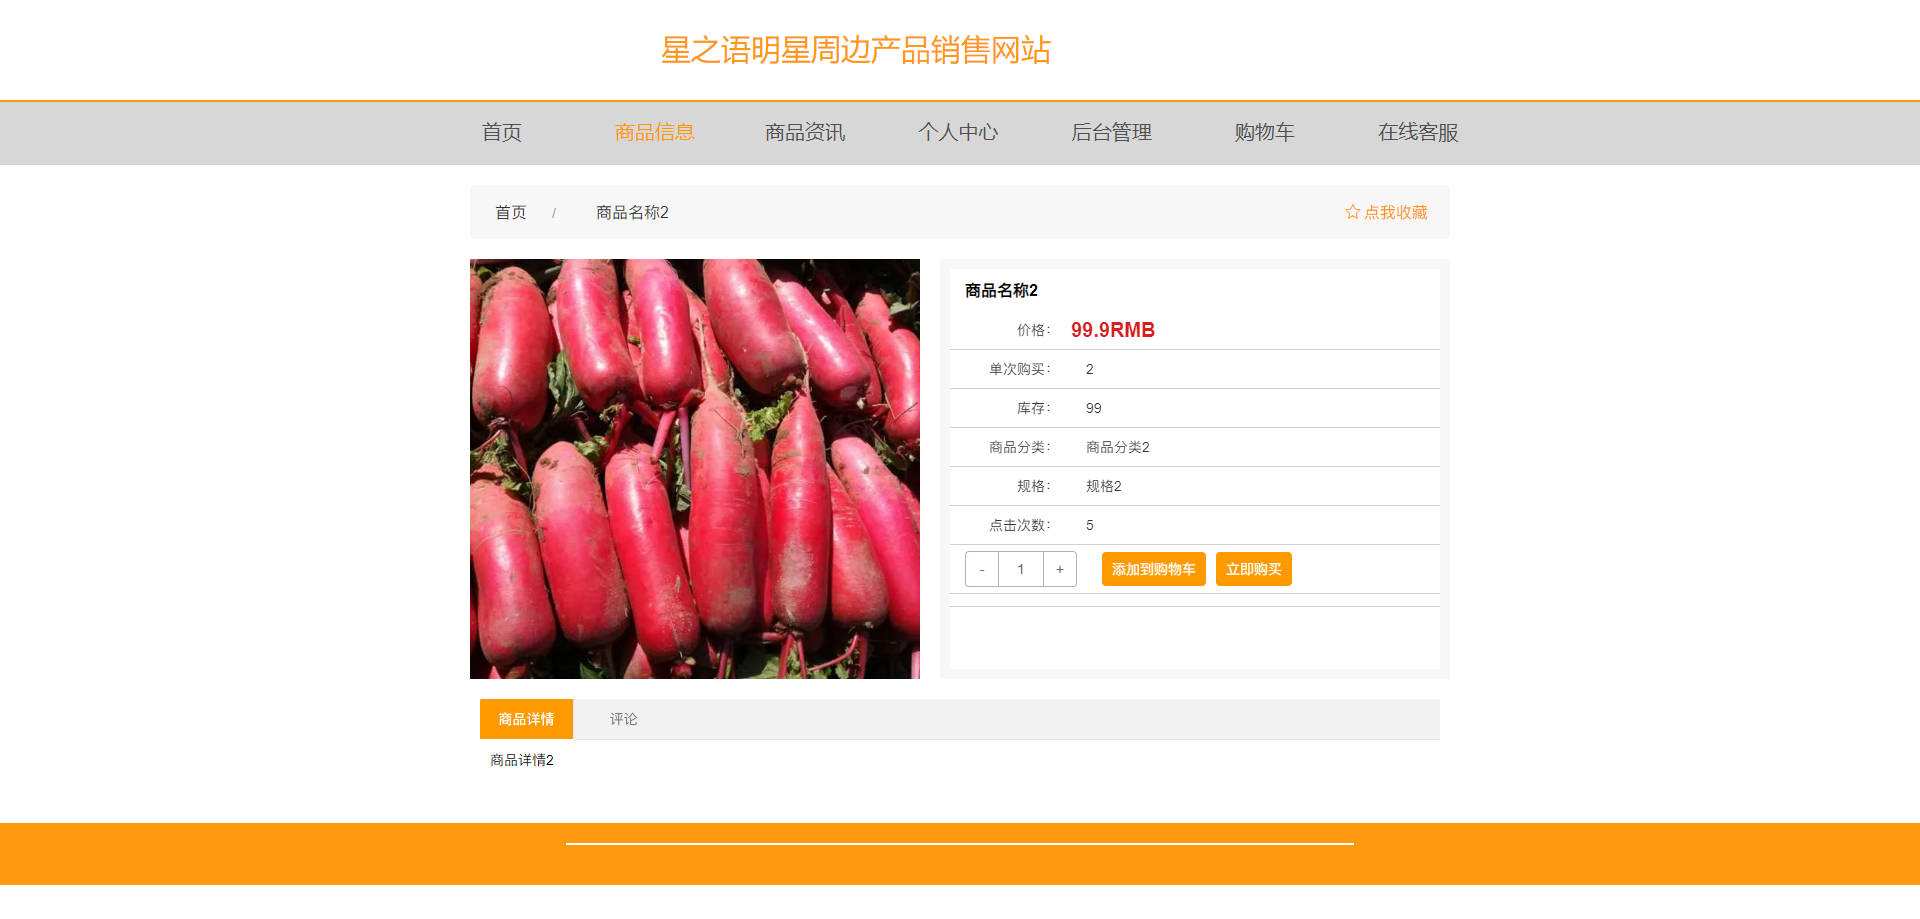 星之语明星周边产品销售网站
首页 商品信息 商品资讯 个人中心 后台管理 购物车 在线客服
首页 / 商品名称2 ☆ 点我收藏
商品名称2
价格： 99.9RMB
单次购买： 2
库存： 99
商品分类： 商品分类2
规格： 规格2
点击次数： 5
- 1 + 添加到购物车 立即购买
商品详情 评论
商品详情2